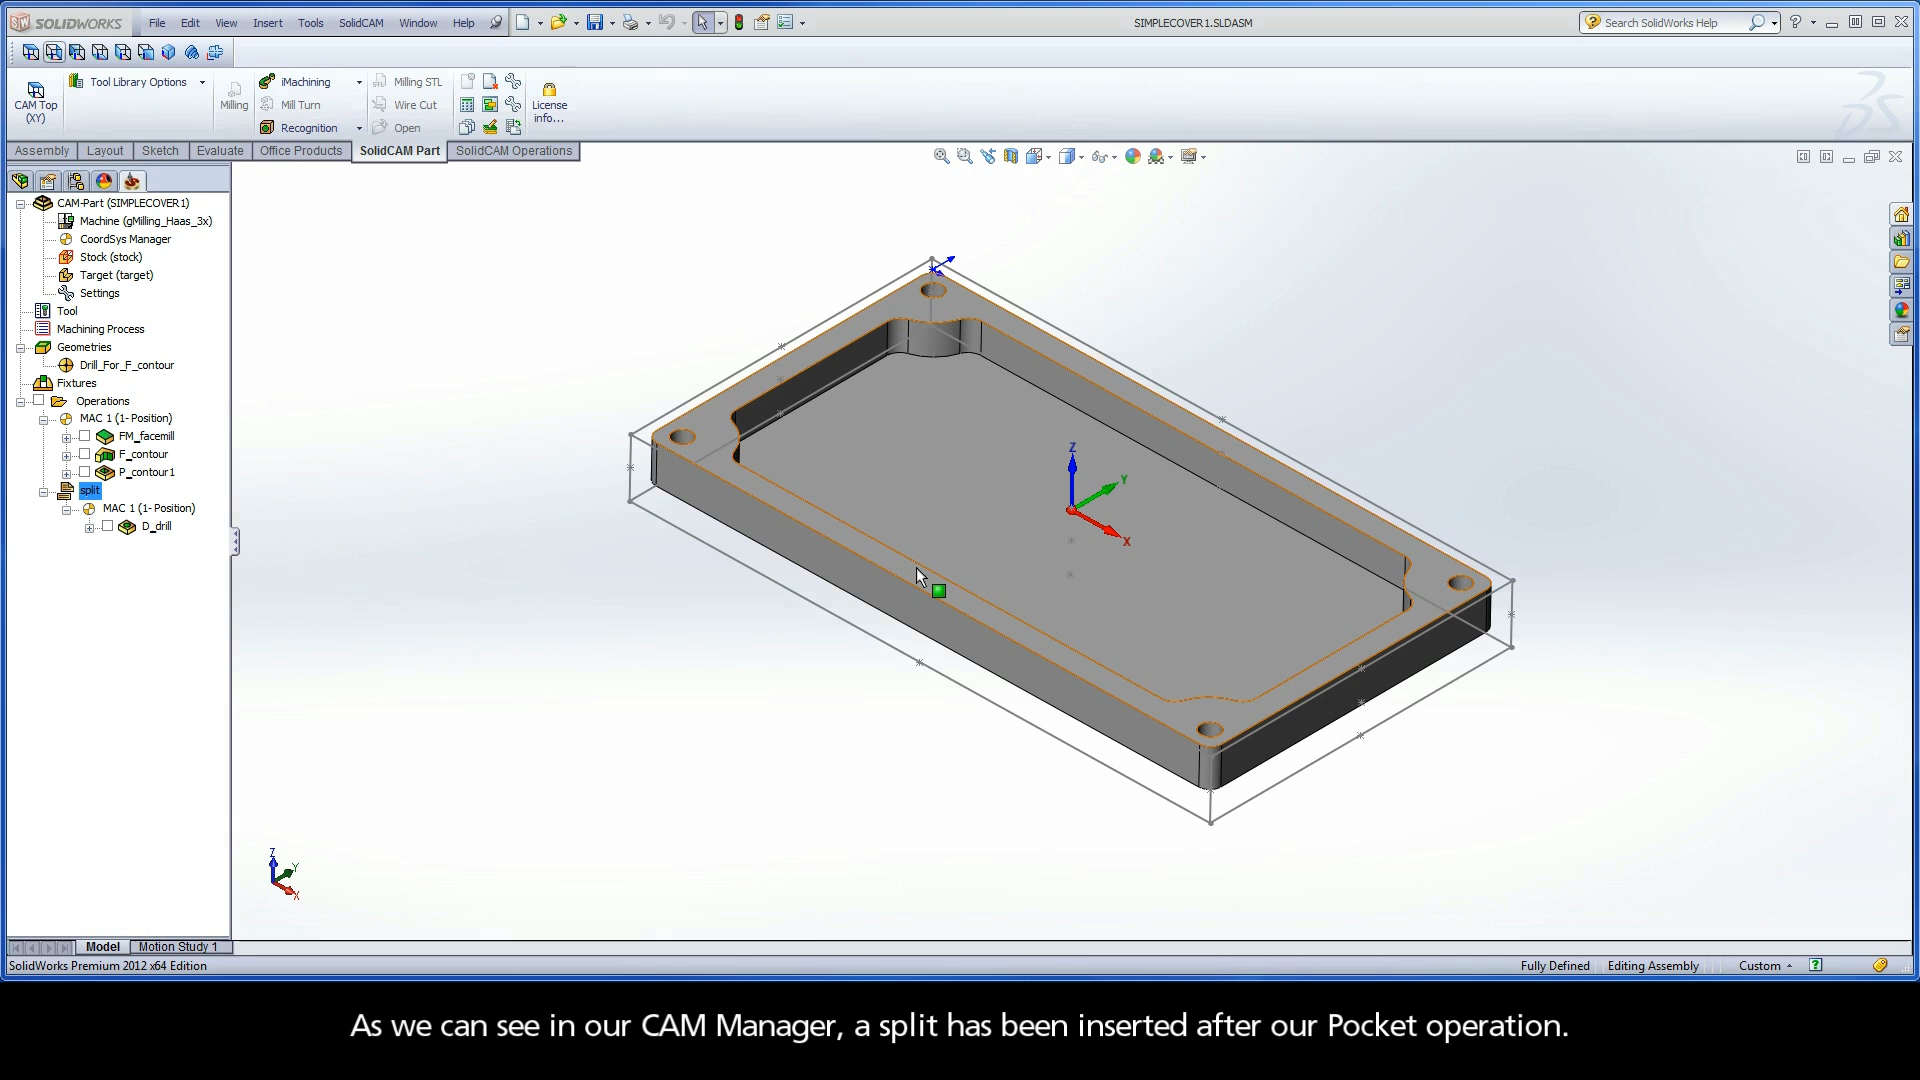 SOLIDWORKS File Edit View Insert Tools SolidCAM Window Help SIMPLECOVER1.SLDASM Search SolidWorks Help
CAM Top
(XY)
Tool Library Options
Milling
iMachining
Mill Turn
Recognition
Milling STL
Wire Cut
Open
License
info...
Assembly Layout Sketch Evaluate Office Products SolidCAM Part SolidCAM Operations
CAM-Part (SIMPLECOVER1)
Machine (gMilling_Haas_3x)
CoordSys Manager
Stock (stock)
Target (target)
Settings
Tool
Machining Process
Geometries
Drill_For_F_contour
Fixtures
Operations
MAC 1 (1- Position)
FM_facemill
F_contour
P_contour1
split
MAC 1 (1- Position)
D_drill
Z
Y
X
Z
Y
X
Model Motion Study 1
SolidWorks Premium 2012 x64 Edition Fully Defined Editing Assembly Custom
As we can see in our CAM Manager, a split has been inserted after our Pocket operation.